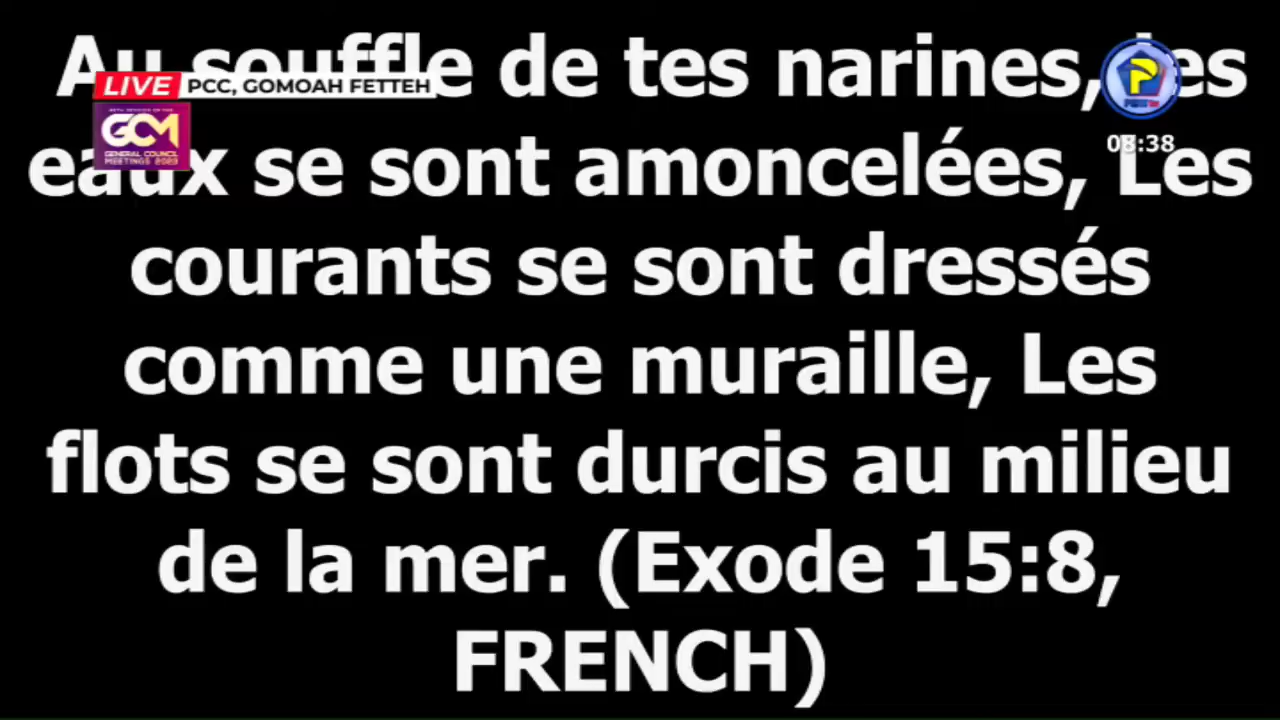 Au souffle de tes narines, les
LIVE PCC, GOMOAH FETTEH
GCM
GENERAL COUNCIL
MEETINGS 2023
08:38
eaux se sont amoncelées, Les
courants se sont dressés
comme une muraille, Les
flots se sont durcis au milieu
de la mer. (Exode 15:8,
FRENCH)